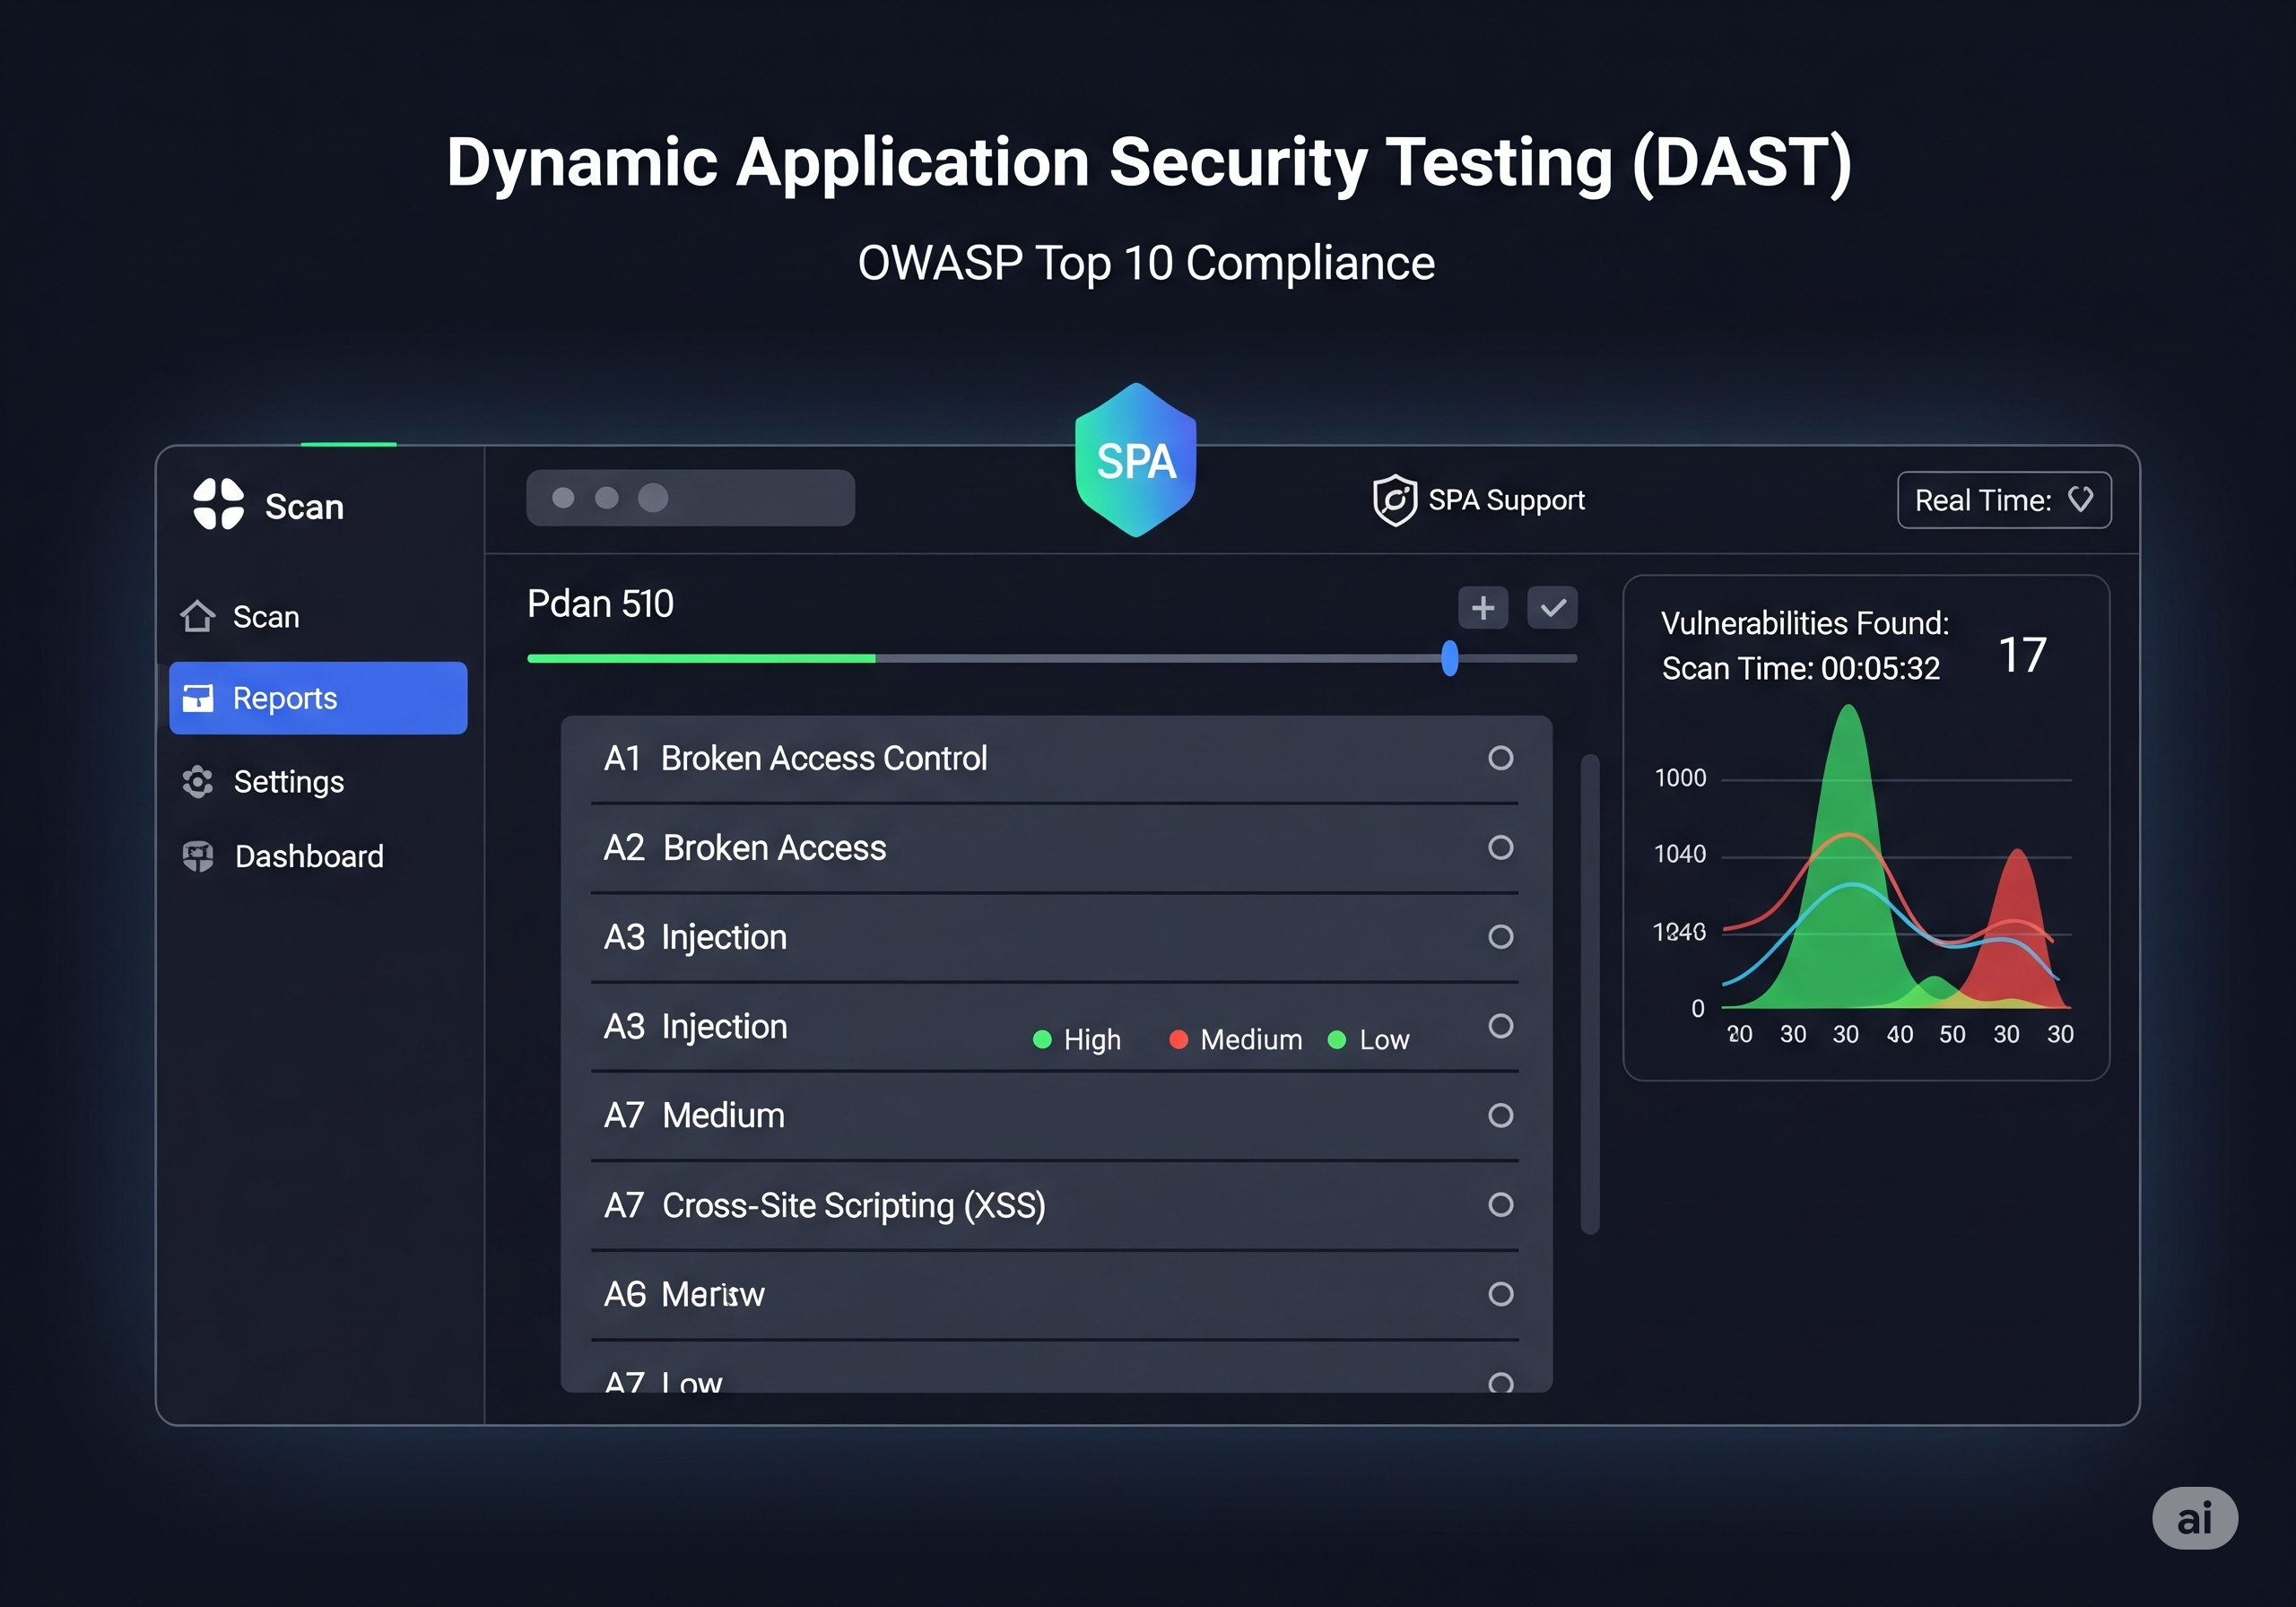 Dynamic Application Security Testing (DAST)
OWASP Top 10 Compliance
SPA
Scan
SPA Support
Real Time:
Scan
Reports
Settings
Dashboard
Pdan 510
A1 Broken Access Control
A2 Broken Access
A3 Injection
A3 Injection
High Medium Low
A7 Medium
A7 Cross-Site Scripting (XSS)
A6
A7 Low
Vulnerabilities Found:
17
Scan Time: 00:05:32
1000
1040
0
20 30 30 40 50 30 30
ai